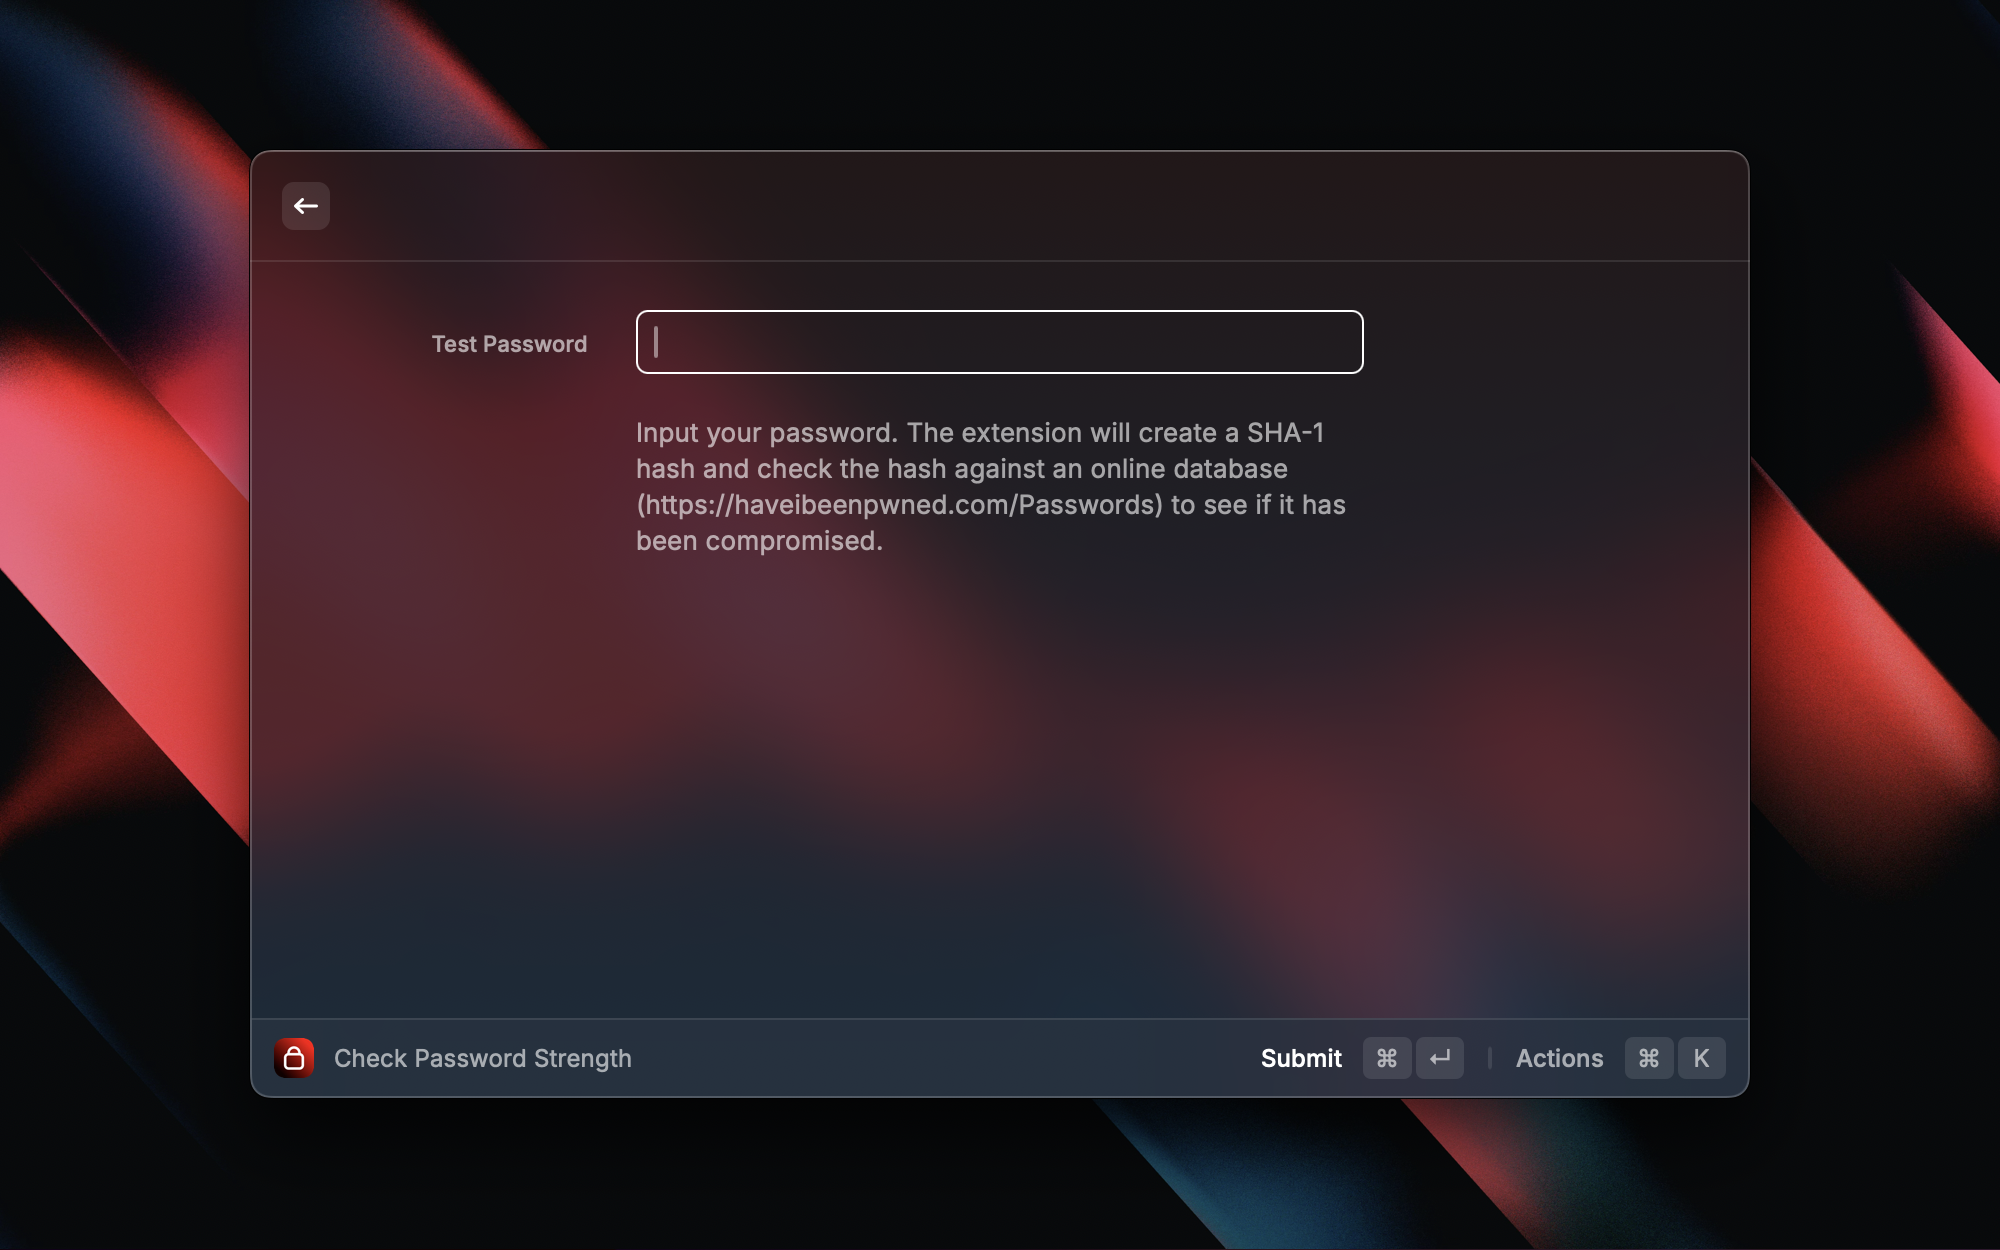 Test Password
Input your password. The extension will create a SHA-1
hash and check the hash against an online database
(https://haveibeenpwned.com/Passwords) to see if it has
been compromised.
Check Password Strength
Submit ⌘ ↵ Actions ⌘ K